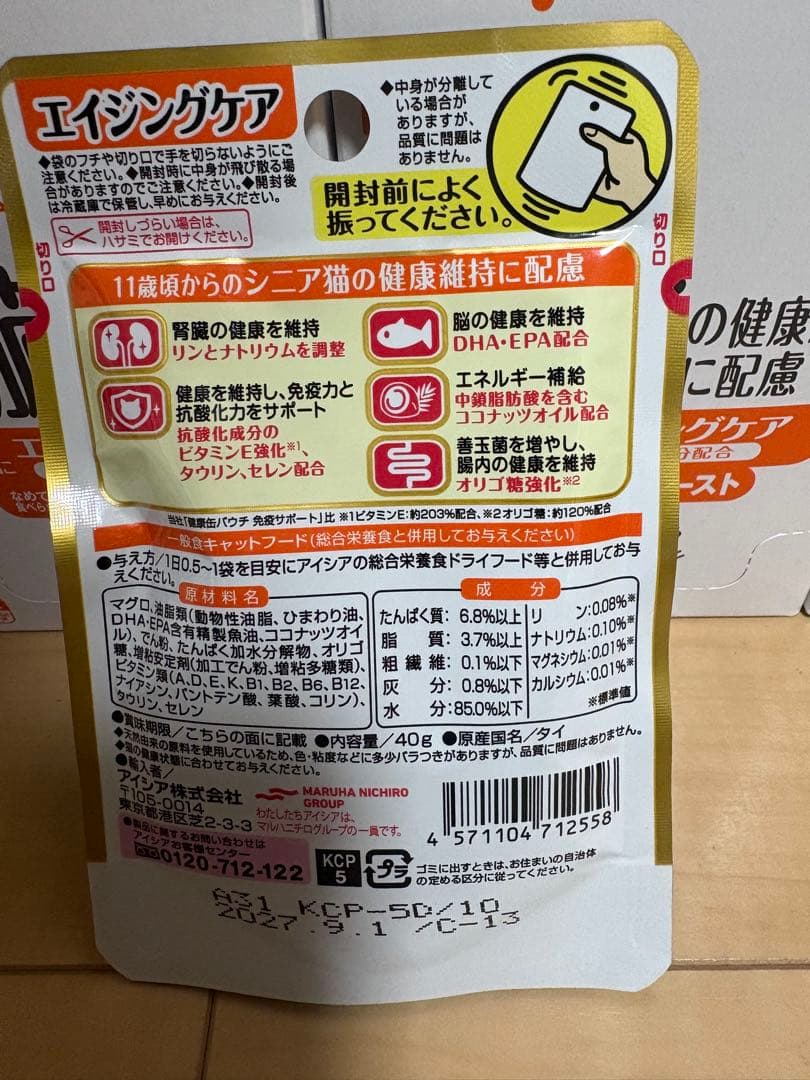 エイジングケア
◆袋のフチや切り口で手を切らないようにご
注意ください。◆開封時に中身が飛び散る場
合がありますのでご注意ください。◆開封後
は冷蔵庫で保管し、早めにお与えください。
開封しづらい場合は、
ハサミでお開けください。
◆中身が分離して
いる場合が
ありますが、
品質に問題は
ありません。
開封前によく
振ってください。
切り口
切り口
11歳頃からのシニア猫の健康維持に配慮
腎臓の健康を維持
リンとナトリウムを調整
健康を維持し、免疫力と
抗酸化力をサポート
抗酸化成分の
ビタミンE強化※1、
タウリン、セレン配合
脳の健康を維持
DHA・EPA配合
エネルギー補給
中鎖脂肪酸を含む
ココナッツオイル配合
善玉菌を増やし、
腸内の健康を維持
オリゴ糖強化※2
当社「健康缶パウチ 免疫サポート」比 ※1ビタミンE:約203%配合、※2オリゴ糖:約120%配合
一般食キャットフード(総合栄養食と併用してお与えください)
●与え方/1日0.5~1袋を目安にアイシアの総合栄養食ドライフード等と併用してお与
えください。
原材料名
マグロ、油脂類(動物性油脂、ひまわり油、
DHA・EPA含有精製魚油、ココナッツオイ
ル)、でん粉、たんぱく加水分解物、オリゴ
糖、増粘安定剤(加工でん粉、増粘多糖類)、
ビタミン類(A、D、E、K、B1、B2、B6、B12、
ナイアシン、パントテン酸、葉酸、コリン)、
タウリン、セレン
成分
たんぱく質:6.8%以上
脂質:3.7%以上
粗繊維:0.1%以下
灰分:0.8%以下
水分:85.0%以下
リン:0.08%※
ナトリウム:0.10%※
マグネシウム:0.01%※
カルシウム:0.01%※
※標準値
●賞味期限/こちらの面に記載 ●内容量/40g ●原産国名/タイ
◆天然由来の原料を使用しているため、色・粘度などに多少バラつきがありますが、品質に問題はありません。
◆猫の健康状態に合わせてお与えください。
●輸入者/
アイシア株式会社
〒105-0014
東京都港区芝2-3-3
MARUHA NICHIRO
GROUP
わたしたちアイシアは、
マルハニチログループの一員です。
●製品に関するお問い合わせは
アイシアお客様センター
0120-712-122
4 571104 712558
KCP
5
プラ
ゴミに出すときは、お住まいの自治体
の定める区分に従ってください。
A31 KCP-5D/10
2027.9.1 /C-13
の健康
に配慮
ングケア
分配合
ースト
なめて
食べら